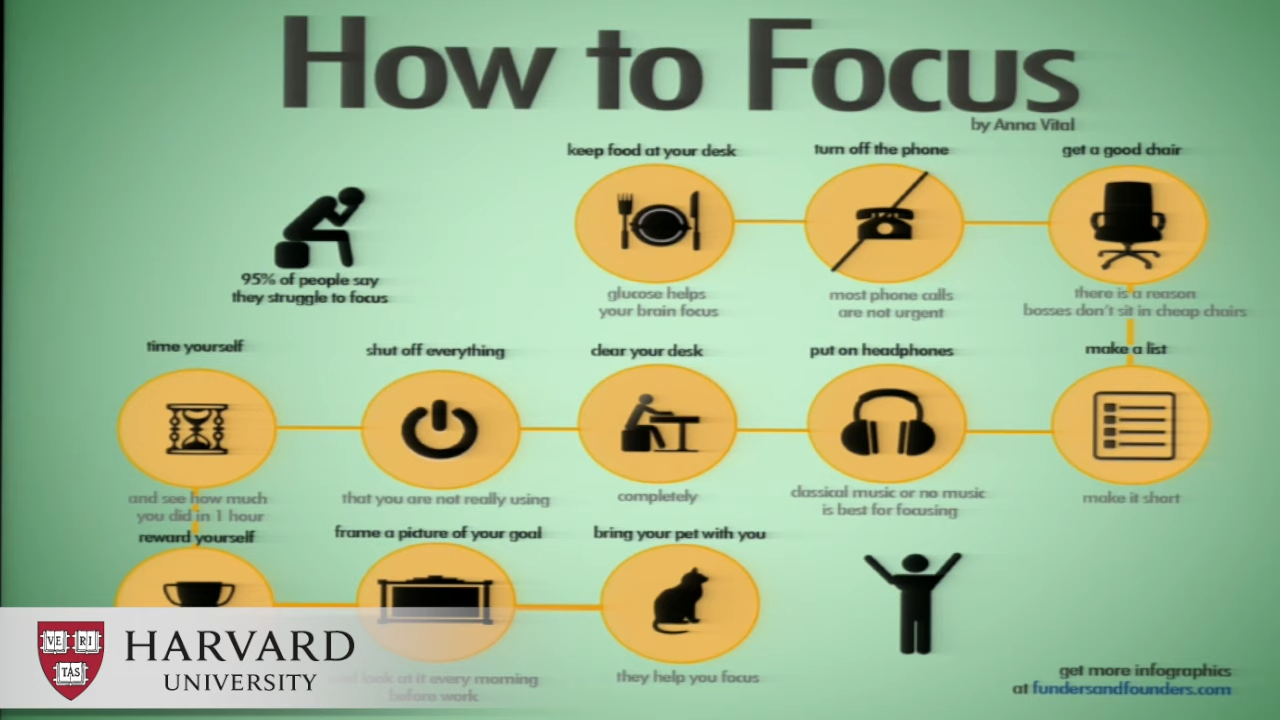 How to Focus
by Anna Vital
keep food at your desk
turn off the phone
get a good chair
95% of people say
they struggle to focus
glucose helps
your brain focus
most phone calls
are not urgent
there is a reason
bosses don't sit in cheap chairs
time yourself
shut off everything
clear your desk
put on headphones
make a list
and see how much
you did in 1 hour
that you are not really using
completely
classical music or no music
is best for focusing
make it short
reward yourself
frame a picture of your goal
bring your pet with you
look at it every morning
before work
they help you focus
get more infographics
at fundersandfounders.com
VE RI
TAS
HARVARD
UNIVERSITY